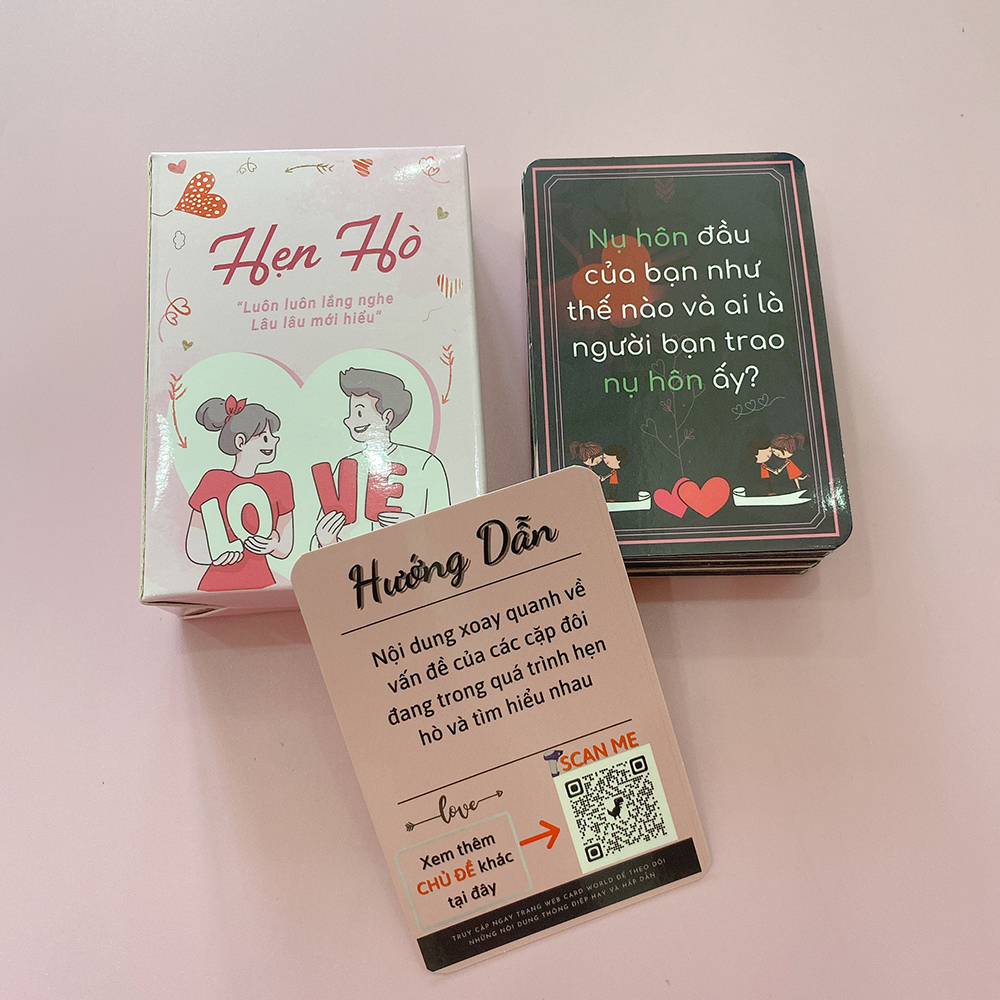 Hẹn Hò
"Luôn luôn lắng nghe
Lâu lâu mới hiểu"
LOVE
Nụ hôn đầu
của bạn như
thế nào và ai là
người bạn trao
nụ hôn ấy?
Hướng Dẫn
Nội dung xoay quanh về
vấn đề của các cặp đôi
đang trong quá trình hẹn
hò và tìm hiểu nhau
SCAN ME
love
Xem thêm
CHỦ ĐỀ khác
tại đây
TRUY CẬP NGAY TRANG WEB CARD WORLD ĐỂ THEO DÕI
NHỮNG NỘI DUNG THÔNG ĐIỆP HAY VÀ HẤP DẪN